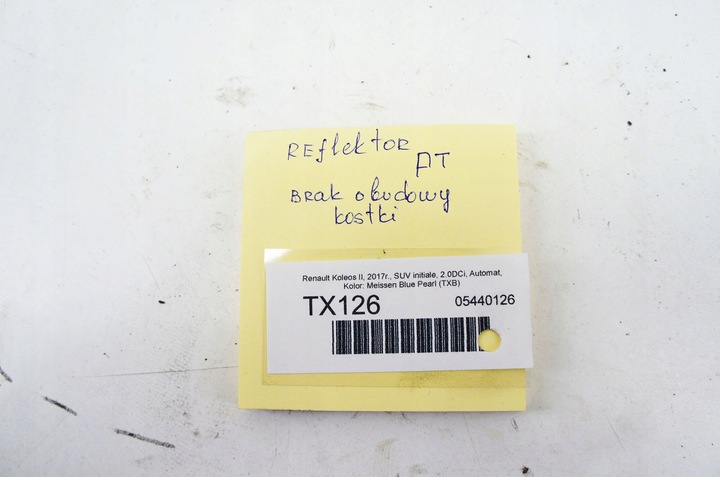 REflektOR
PT
BRak obudowy
kostki
Renault Koleos II, 2017r., SUV initiale, 2.0DCi, Automat,
Kolor: Meissen Blue Pearl (TXB)
TX126 05440126